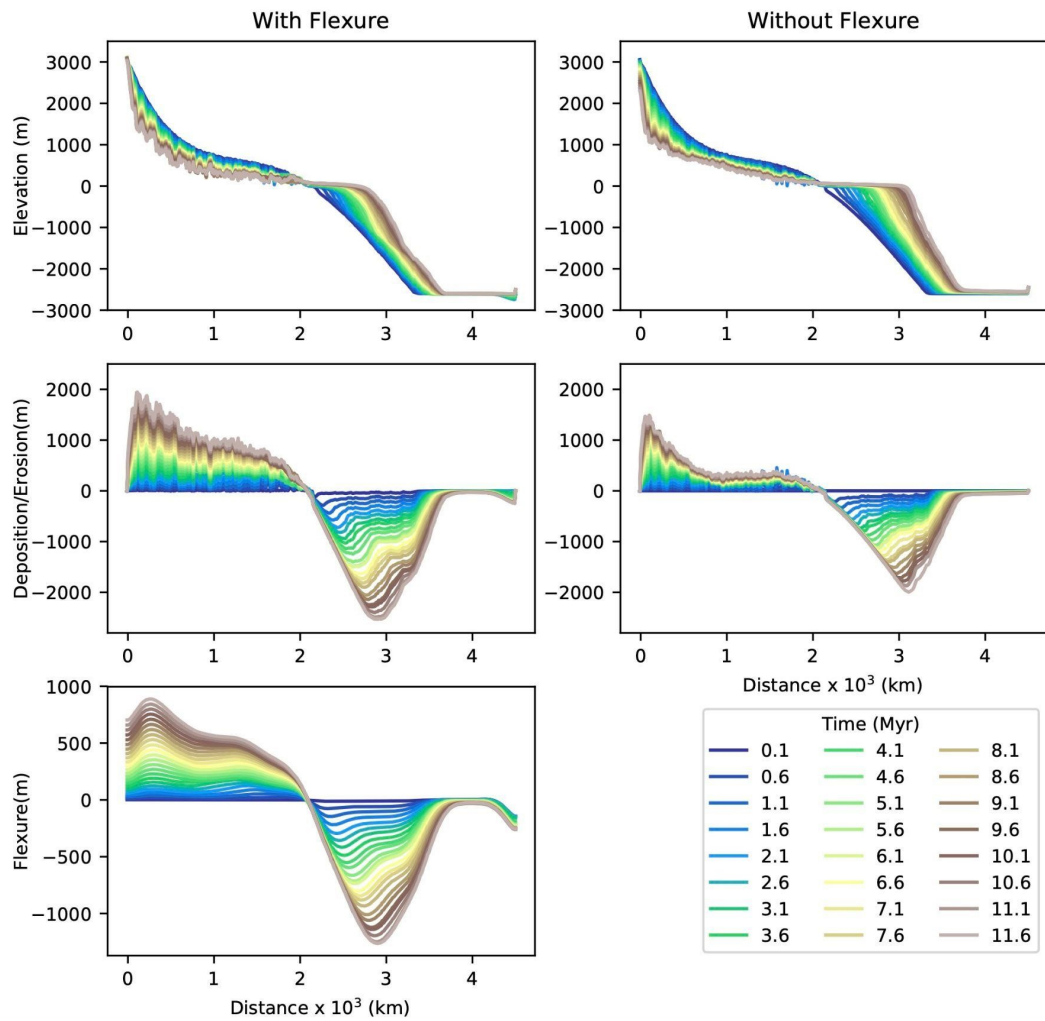 With Flexure
Without Flexure
Elevation (m)
3000
2000
1000
0
−1000
−2000
−3000
0 1 2 3 4
3000
2000
1000
0
−1000
−2000
−3000
0 1 2 3 4
Deposition/Erosion(m)
2000
1000
0
−1000
−2000
0 1 2 3 4
2000
1000
0
−1000
−2000
0 1 2 3 4
Distance x 10³ (km)
Flexure(m)
1000
500
0
−500
−1000
0 1 2 3 4
Distance x 10³ (km)
Time (Myr)
0.1 4.1 8.1
0.6 4.6 8.6
1.1 5.1 9.1
1.6 5.6 9.6
2.1 6.1 10.1
2.6 6.6 10.6
3.1 7.1 11.1
3.6 7.6 11.6